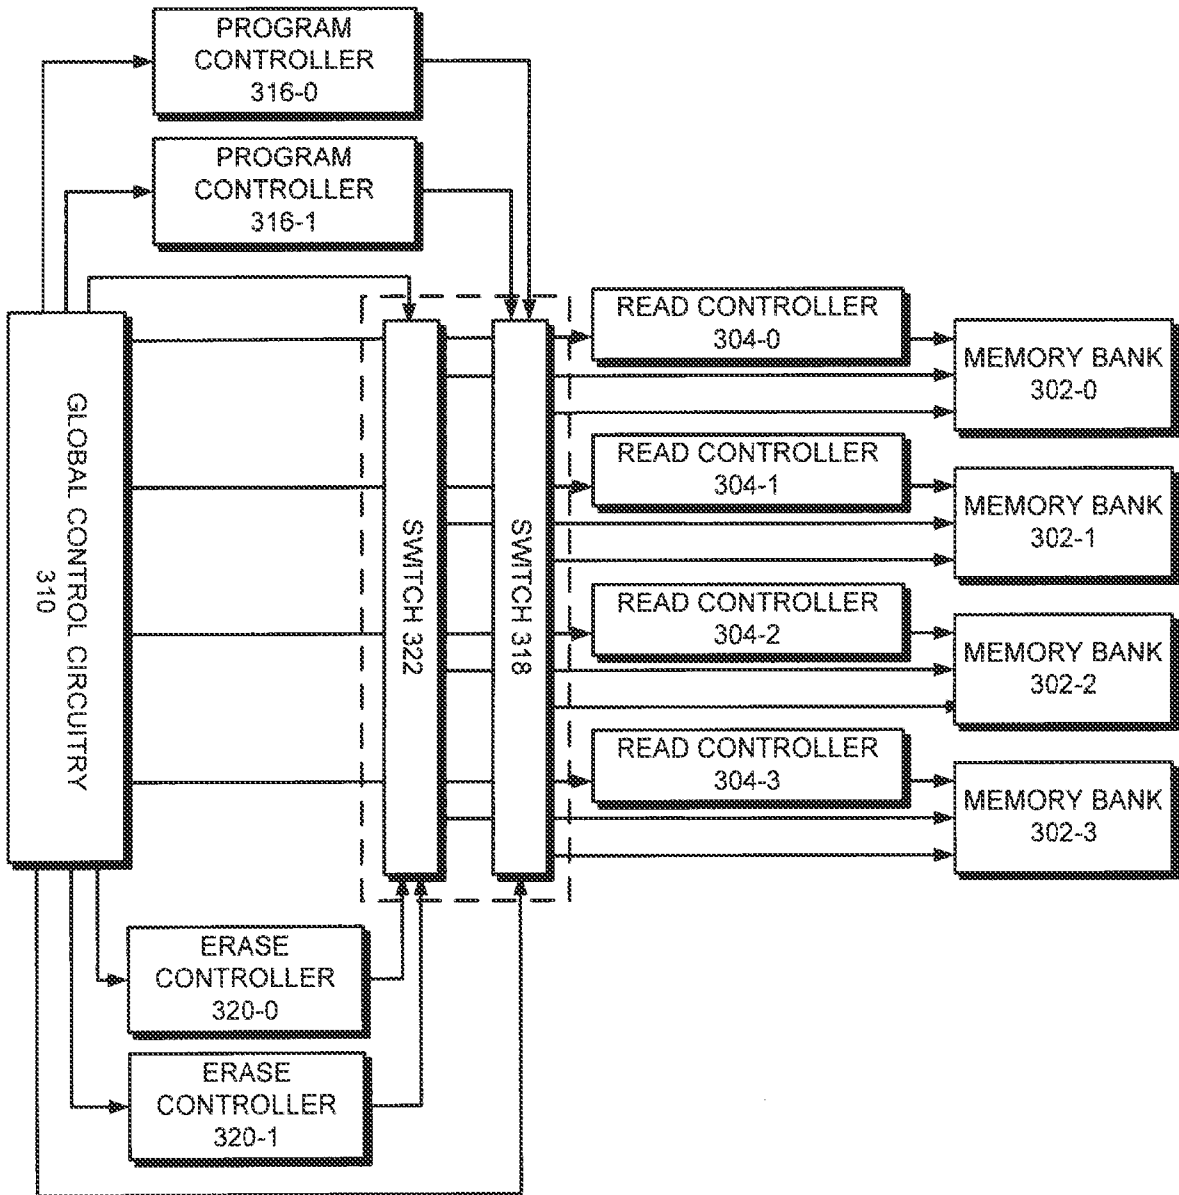 PROGRAM
CONTROLLER
316-0
PROGRAM
CONTROLLER
316-1
GLOBAL CONTROL CIRCUITRY
310
SWITCH 322
SWITCH 318
READ CONTROLLER
304-0
MEMORY BANK
302-0
READ CONTROLLER
304-1
MEMORY BANK
302-1
READ CONTROLLER
304-2
MEMORY BANK
302-2
READ CONTROLLER
304-3
MEMORY BANK
302-3
ERASE
CONTROLLER
320-0
ERASE
CONTROLLER
320-1